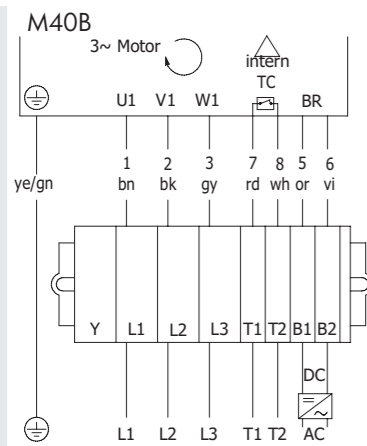 M40B
3~ Motor
intern
TC
U1 V1 W1 BR
1 2 3 7 8 5 6
ye/gn bn bk gy rd wh or vi
Y L1 L2 L3 T1 T2 B1 B2
DC
L1 L2 L3 T1 T2 AC